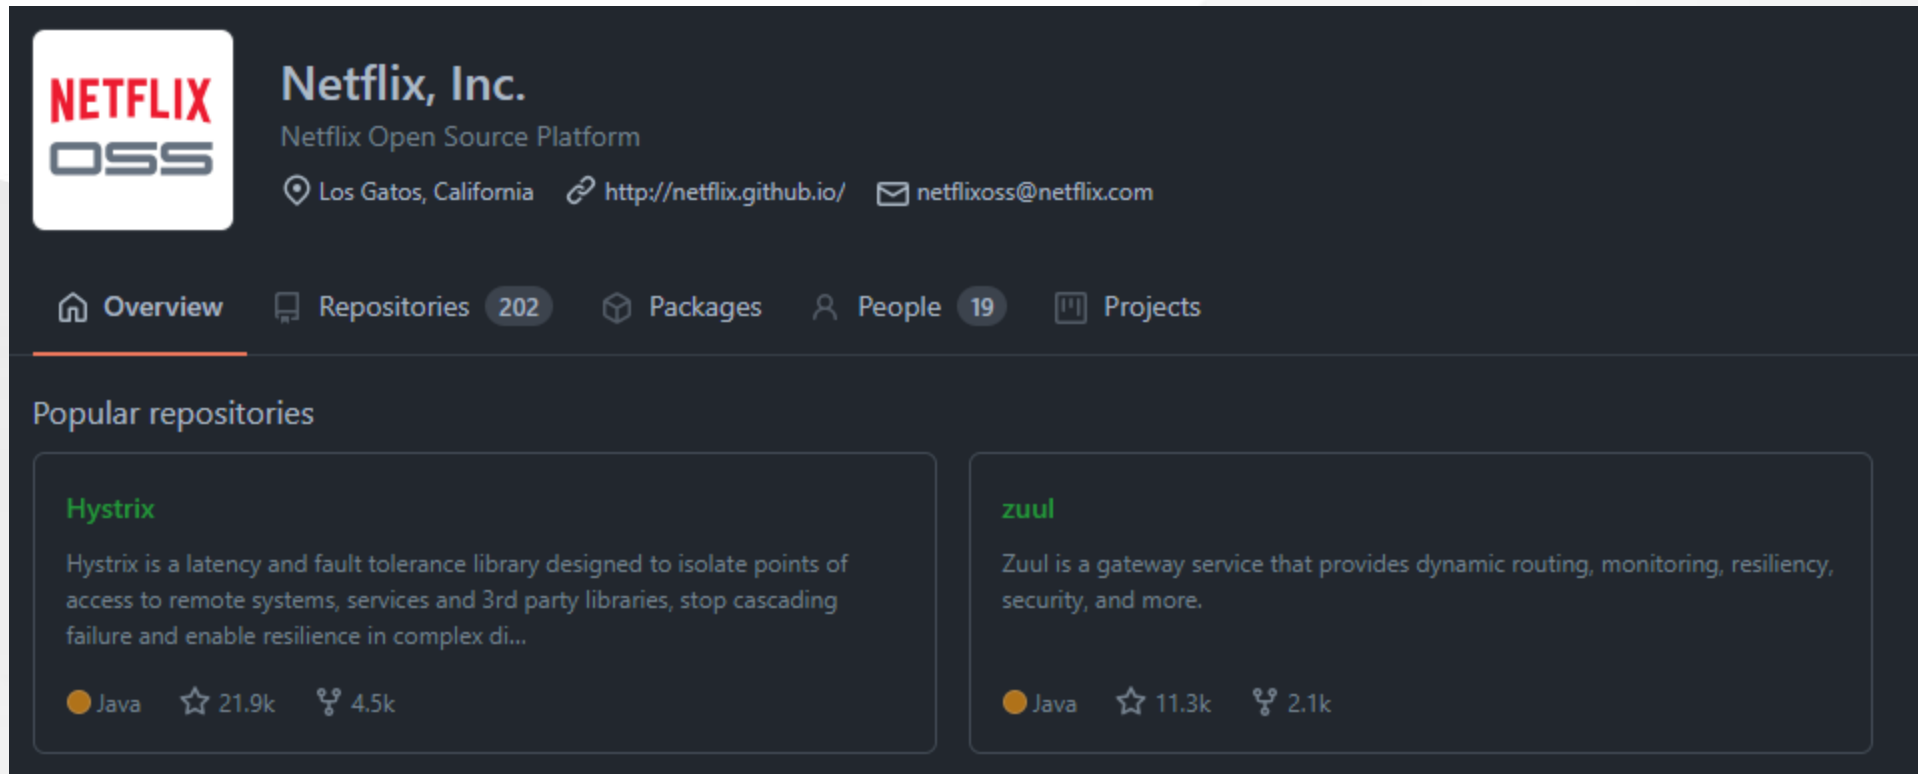 NETFLIX
OSS
Netflix, Inc.
Netflix Open Source Platform
Los Gatos, California http://netflix.github.io/ netflixoss@netflix.com
Overview Repositories 202 Packages People 19 Projects
Popular repositories
Hystrix
Hystrix is a latency and fault tolerance library designed to isolate points of
access to remote systems, services and 3rd party libraries, stop cascading
failure and enable resilience in complex di...
Java 21.9k 4.5k
zuul
Zuul is a gateway service that provides dynamic routing, monitoring, resiliency,
security, and more.
Java 11.3k 2.1k